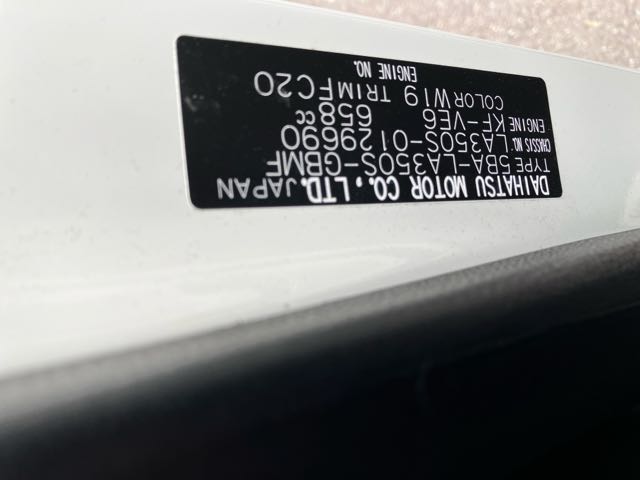 DAIHATSU MOTOR CO., LTD. JAPAN
TYPE 5BA-LA350S-GBMF
CHASSIS NO. LA350S-0129690
ENGINE KF-VE6 658cc
COLOR W19 TRIM FC20
ENGINE NO.